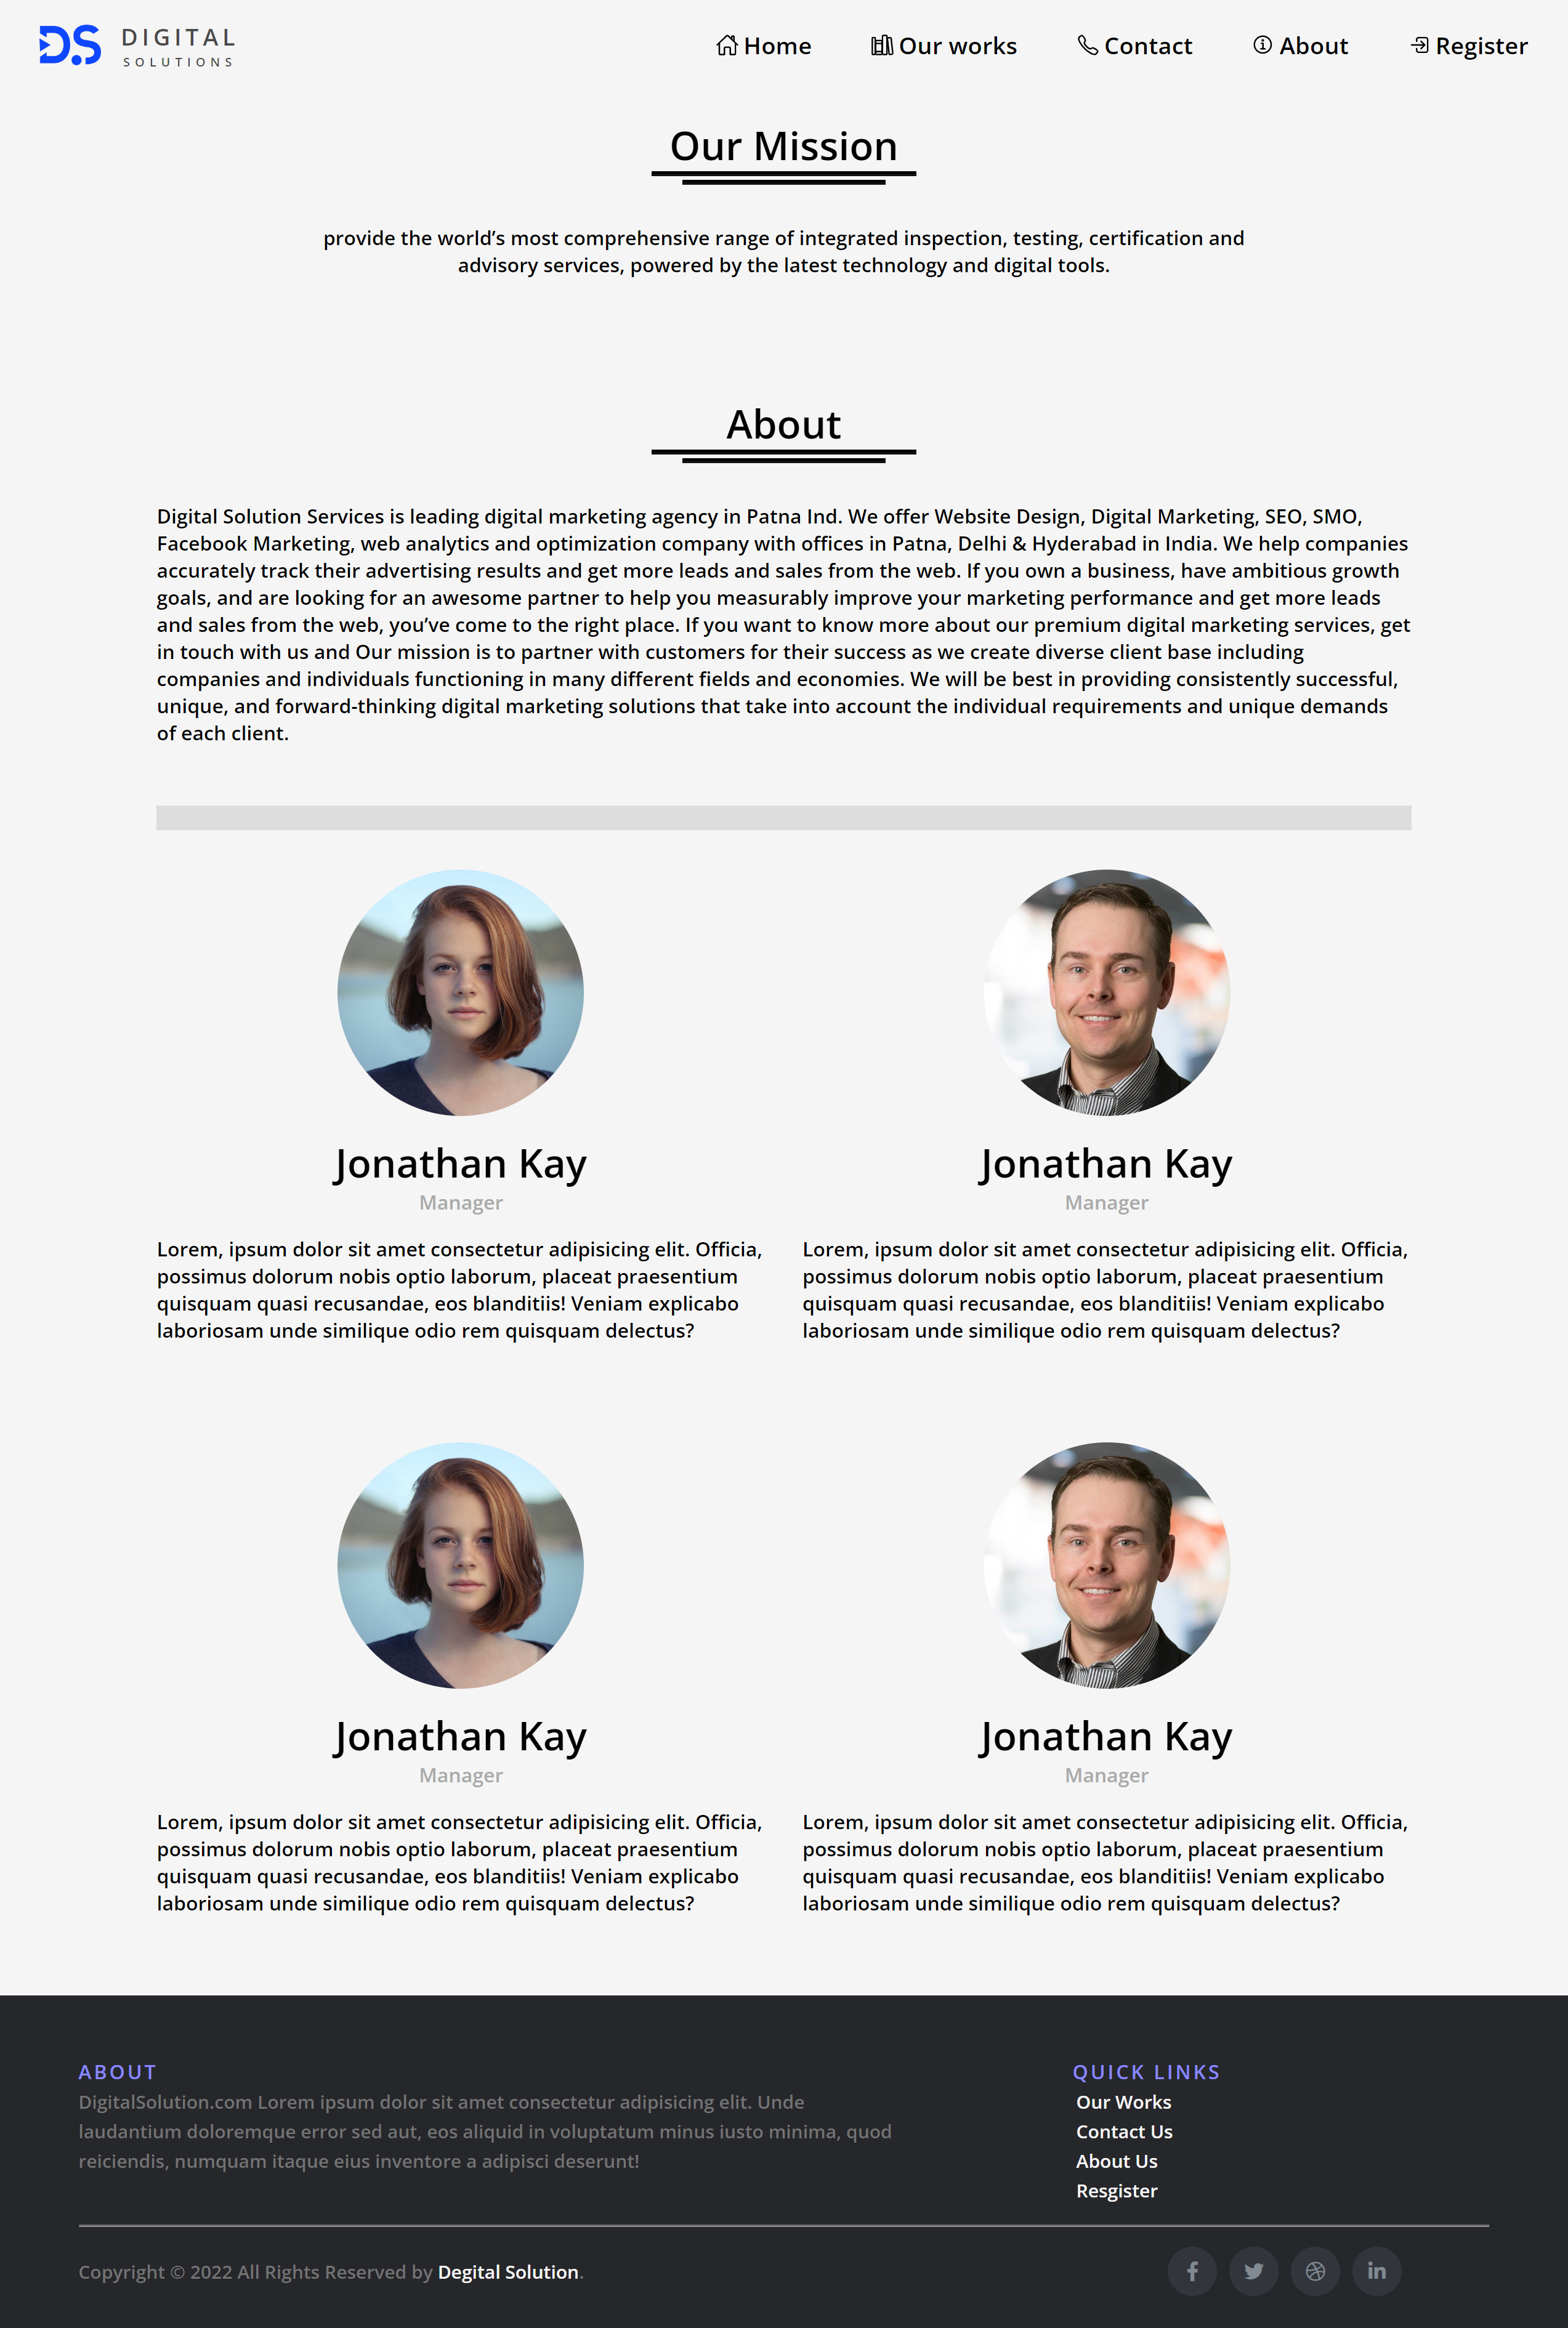 D.S DIGITAL
SOLUTIONS
Home Our works Contact About Register
Our Mission
provide the world’s most comprehensive range of integrated inspection, testing, certification and
advisory services, powered by the latest technology and digital tools.
About
Digital Solution Services is leading digital marketing agency in Patna Ind. We offer Website Design, Digital Marketing, SEO, SMO,
Facebook Marketing, web analytics and optimization company with offices in Patna, Delhi & Hyderabad in India. We help companies
accurately track their advertising results and get more leads and sales from the web. If you own a business, have ambitious growth
goals, and are looking for an awesome partner to help you measurably improve your marketing performance and get more leads
and sales from the web, you’ve come to the right place. If you want to know more about our premium digital marketing services, get
in touch with us and Our mission is to partner with customers for their success as we create diverse client base including
companies and individuals functioning in many different fields and economies. We will be best in providing consistently successful,
unique, and forward-thinking digital marketing solutions that take into account the individual requirements and unique demands
of each client.
Jonathan Kay
Manager
Lorem, ipsum dolor sit amet consectetur adipisicing elit. Officia,
possimus dolorum nobis optio laborum, placeat praesentium
quisquam quasi recusandae, eos blanditiis! Veniam explicabo
laboriosam unde similique odio rem quisquam delectus?
Jonathan Kay
Manager
Lorem, ipsum dolor sit amet consectetur adipisicing elit. Officia,
possimus dolorum nobis optio laborum, placeat praesentium
quisquam quasi recusandae, eos blanditiis! Veniam explicabo
laboriosam unde similique odio rem quisquam delectus?
Jonathan Kay
Manager
Lorem, ipsum dolor sit amet consectetur adipisicing elit. Officia,
possimus dolorum nobis optio laborum, placeat praesentium
quisquam quasi recusandae, eos blanditiis! Veniam explicabo
laboriosam unde similique odio rem quisquam delectus?
Jonathan Kay
Manager
Lorem, ipsum dolor sit amet consectetur adipisicing elit. Officia,
possimus dolorum nobis optio laborum, placeat praesentium
quisquam quasi recusandae, eos blanditiis! Veniam explicabo
laboriosam unde similique odio rem quisquam delectus?
ABOUT
DigitalSolution.com Lorem ipsum dolor sit amet consectetur adipisicing elit. Unde
laudantium doloremque error sed aut, eos aliquid in voluptatum minus iusto minima, quod
reiciendis, numquam itaque eius inventore a adipisci deserunt!
QUICK LINKS
Our Works
Contact Us
About Us
Resgister
Copyright © 2022 All Rights Reserved by Degital Solution.